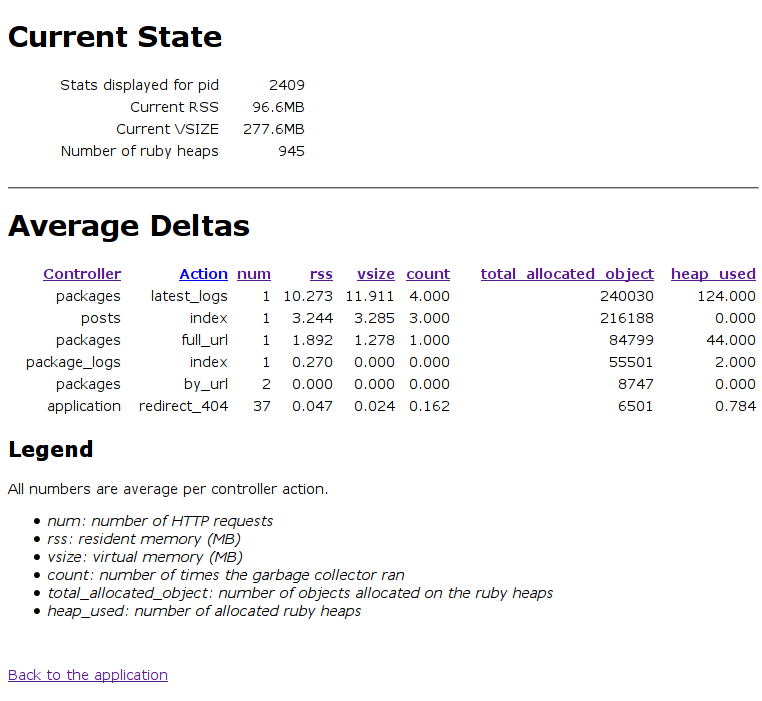 Current State
Stats displayed for pid 2409
Current RSS 96.6MB
Current VSIZE 277.6MB
Number of ruby heaps 945
Average Deltas
Controller Action num rss vsize count total_allocated_object heap_used
packages latest_logs 1 10.273 11.911 4.000 240030 124.000
posts index 1 3.244 3.285 3.000 216188 0.000
packages full_url 1 1.892 1.278 1.000 84799 44.000
package_logs index 1 0.270 0.000 0.000 55501 2.000
packages by_url 2 0.000 0.000 0.000 8747 0.000
application redirect_404 37 0.047 0.024 0.162 6501 0.784
Legend
All numbers are average per controller action.
• num: number of HTTP requests
• rss: resident memory (MB)
• vsize: virtual memory (MB)
• count: number of times the garbage collector ran
• total_allocated_object: number of objects allocated on the ruby heaps
• heap_used: number of allocated ruby heaps
Back to the application